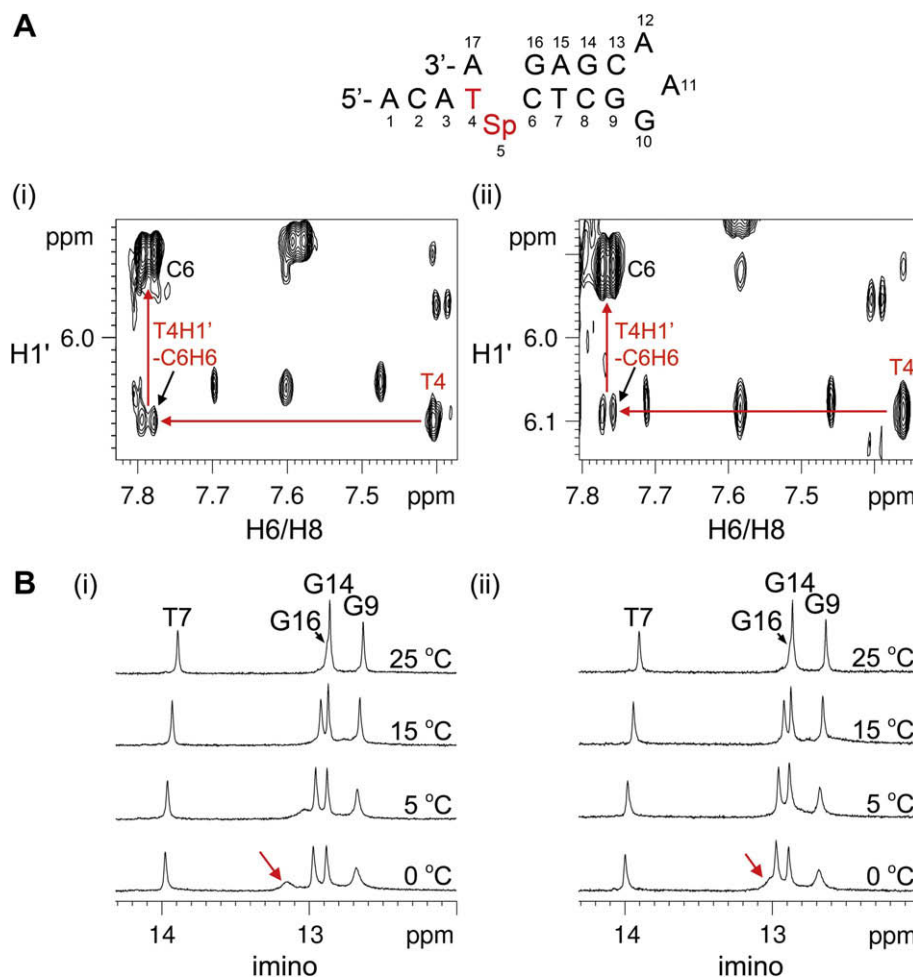 A
12
17 16 15 14 13 A
3'- A G A G C
A11
5'- A C A T C T C G
1 2 3 4 Sp 6 7 8 9 G
5 10
(i) (ii)
ppm C6 ppm C6
6.0 T4H1' 6.0 T4H1'
H1' -C6H6 H1' -C6H6
T4 T4
6.1
7.8 7.7 7.6 7.5 ppm 7.8 7.7 7.6 7.5 ppm
H6/H8 H6/H8
B (i) (ii)
G14 G14
T7 G16 G9 T7 G16 G9
25 °C 25 °C
15 °C 15 °C
5 °C 5 °C
0 °C 0 °C
14 13 ppm 14 13 ppm
imino imino